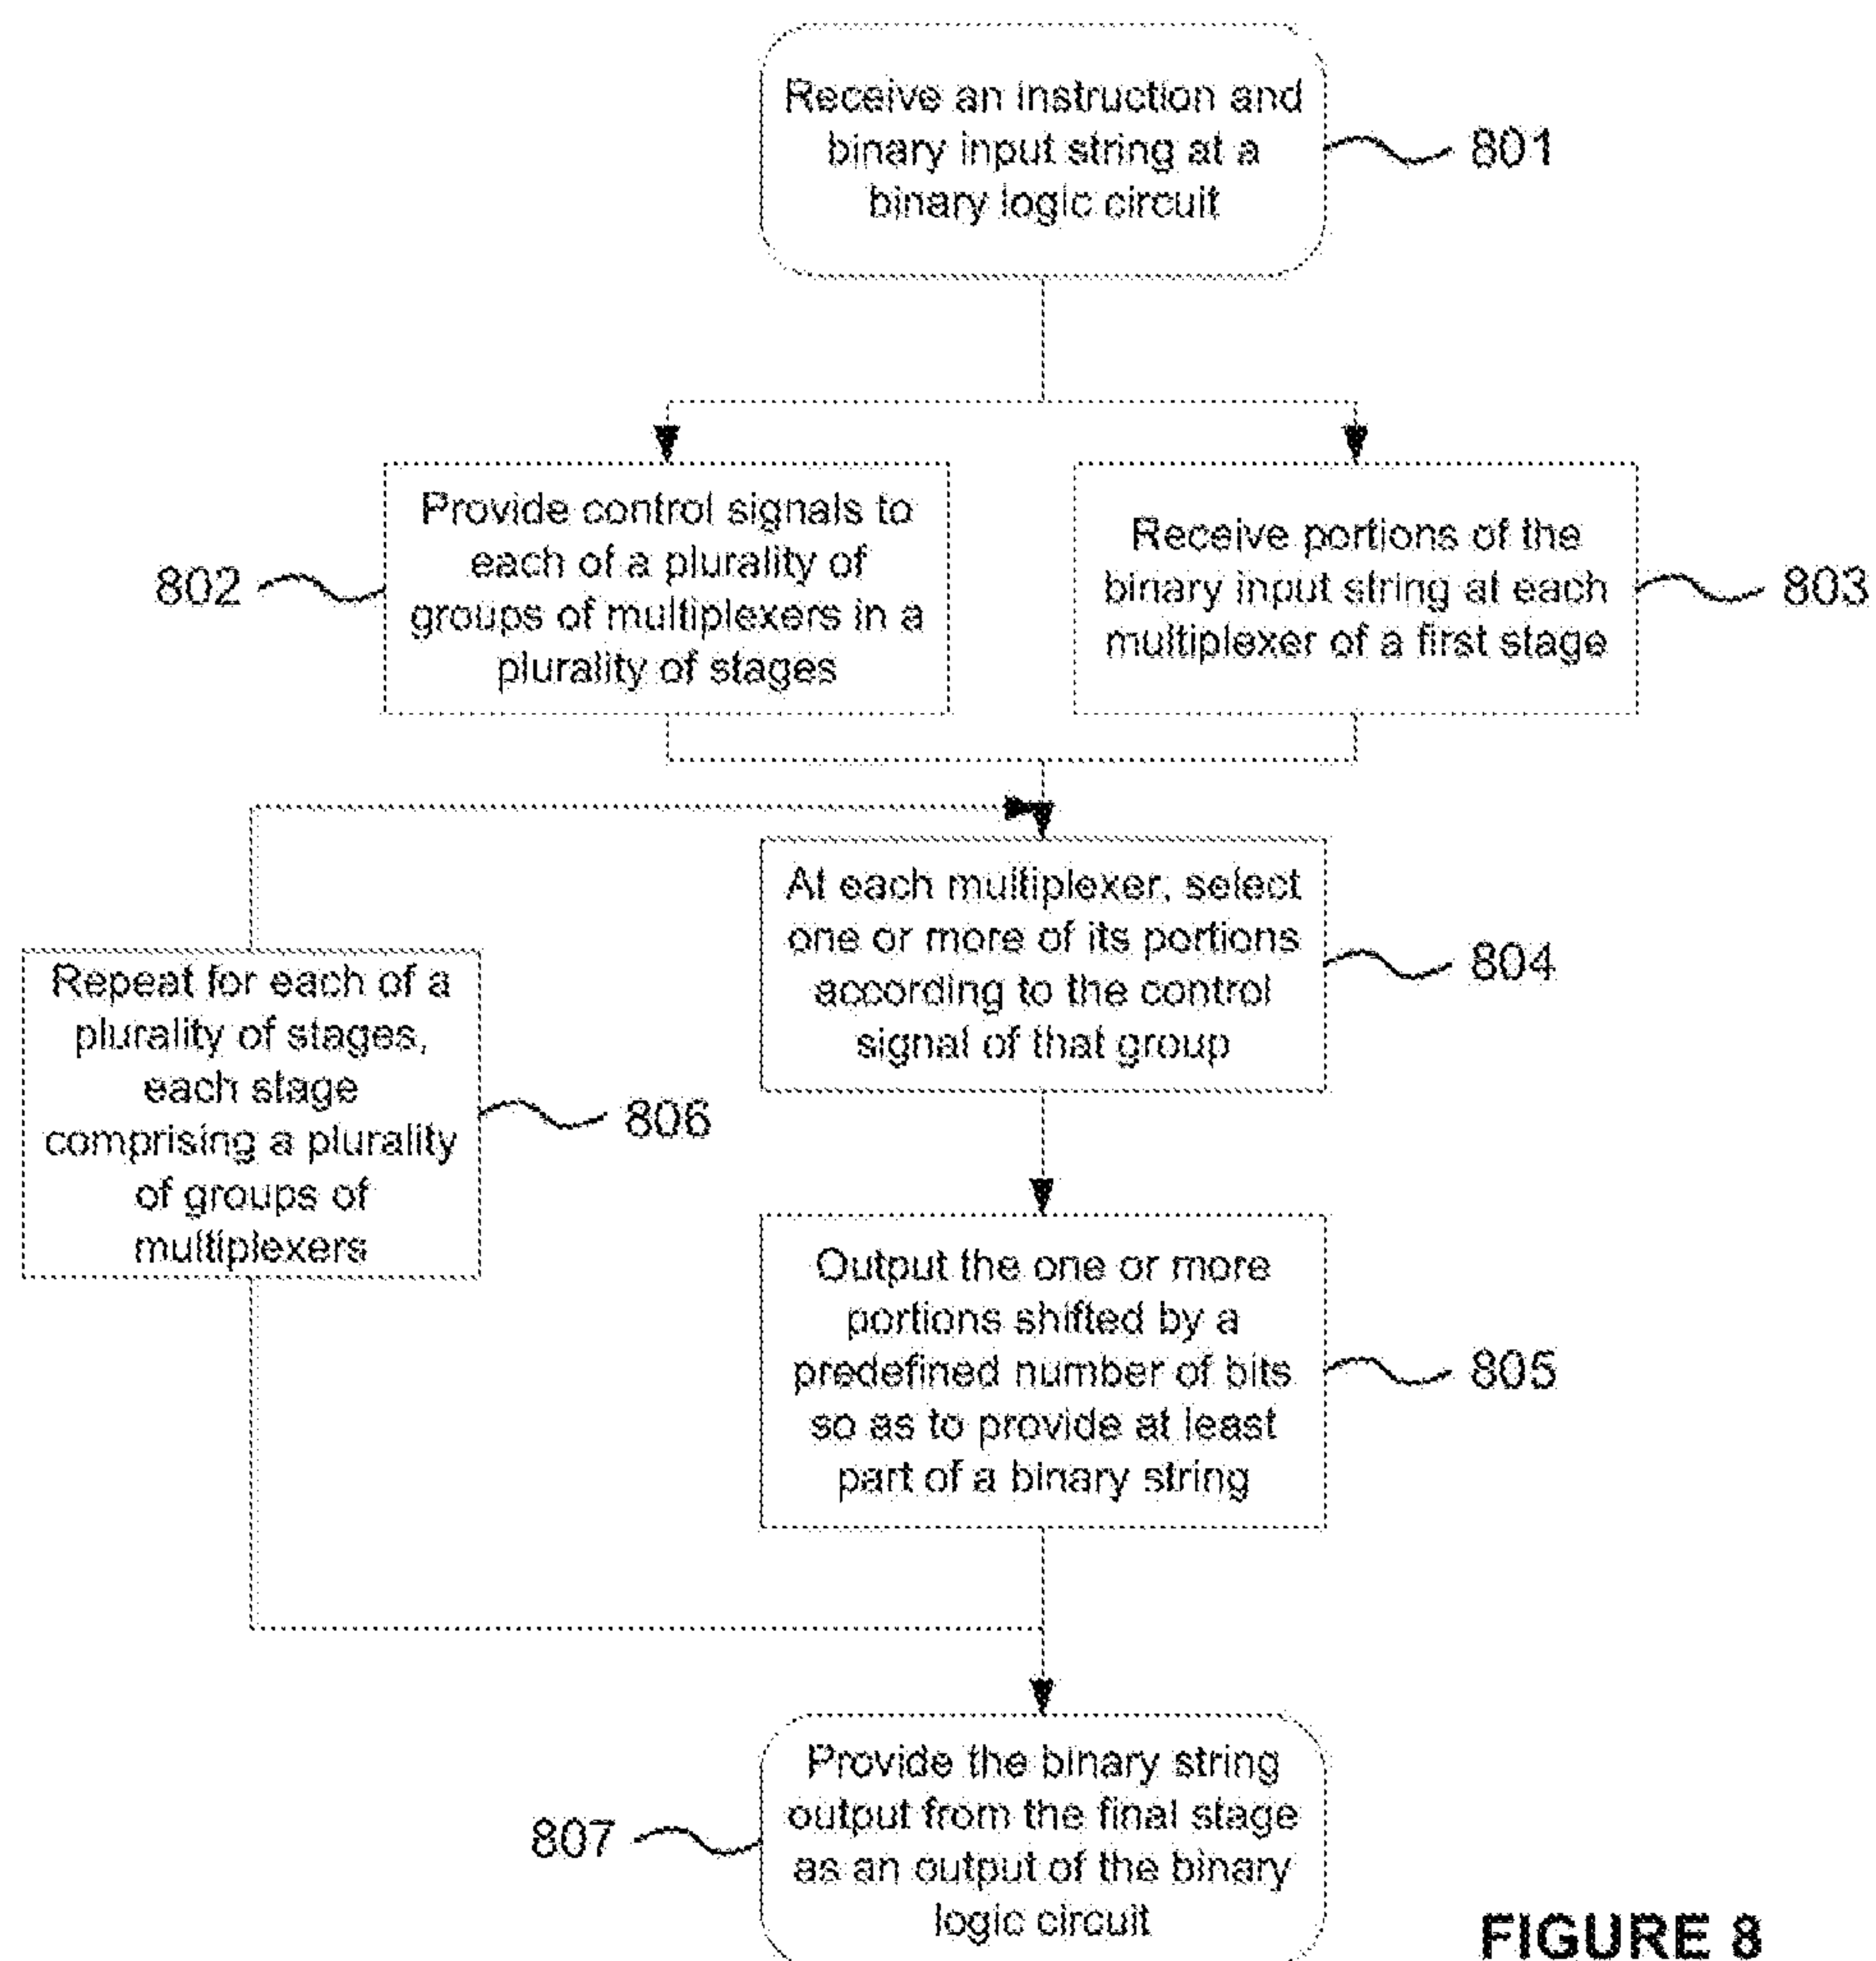 Receive an instruction and
binary input string at a
binary logic circuit
801
Provide control signals to
each of a plurality of
groups of multiplexers in a
plurality of stages
802
Receive portions of the
binary input string at each
multiplexer of a first stage
803
At each multiplexer, select
one or more of its portions
according to the control
signal of that group
804
Repeat for each of a
plurality of stages,
each stage
comprising a plurality
of groups of
multiplexers
806
Output the one or more
portions shifted by a
predefined number of bits
so as to provide at least
part of a binary string
805
Provide the binary string
output from the final stage
as an output of the binary
logic circuit
807
FIGURE 8